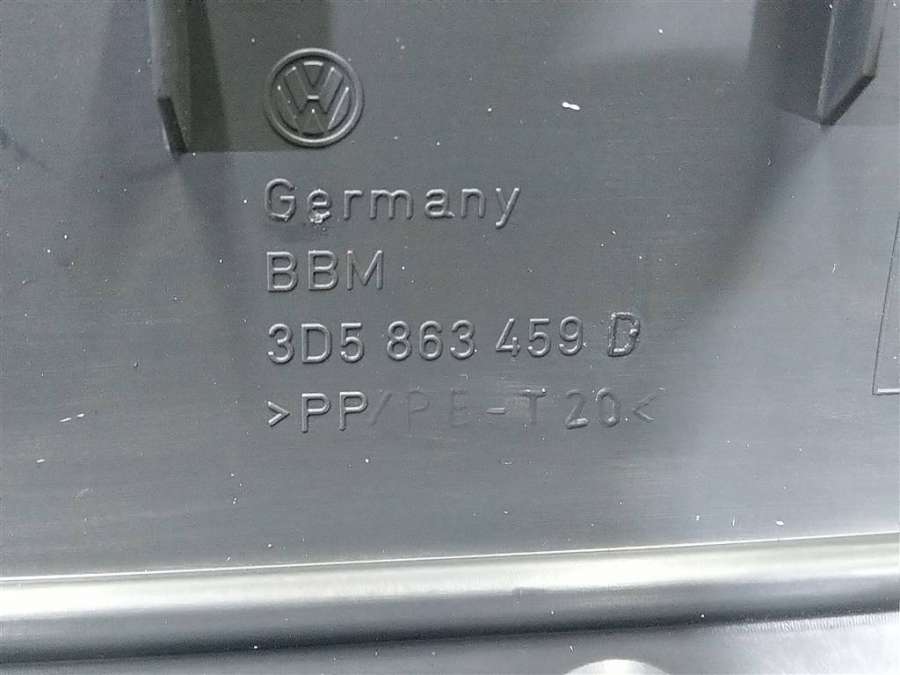 Germany
BBM
3D5 863 459 D
>PP/PE-T20<